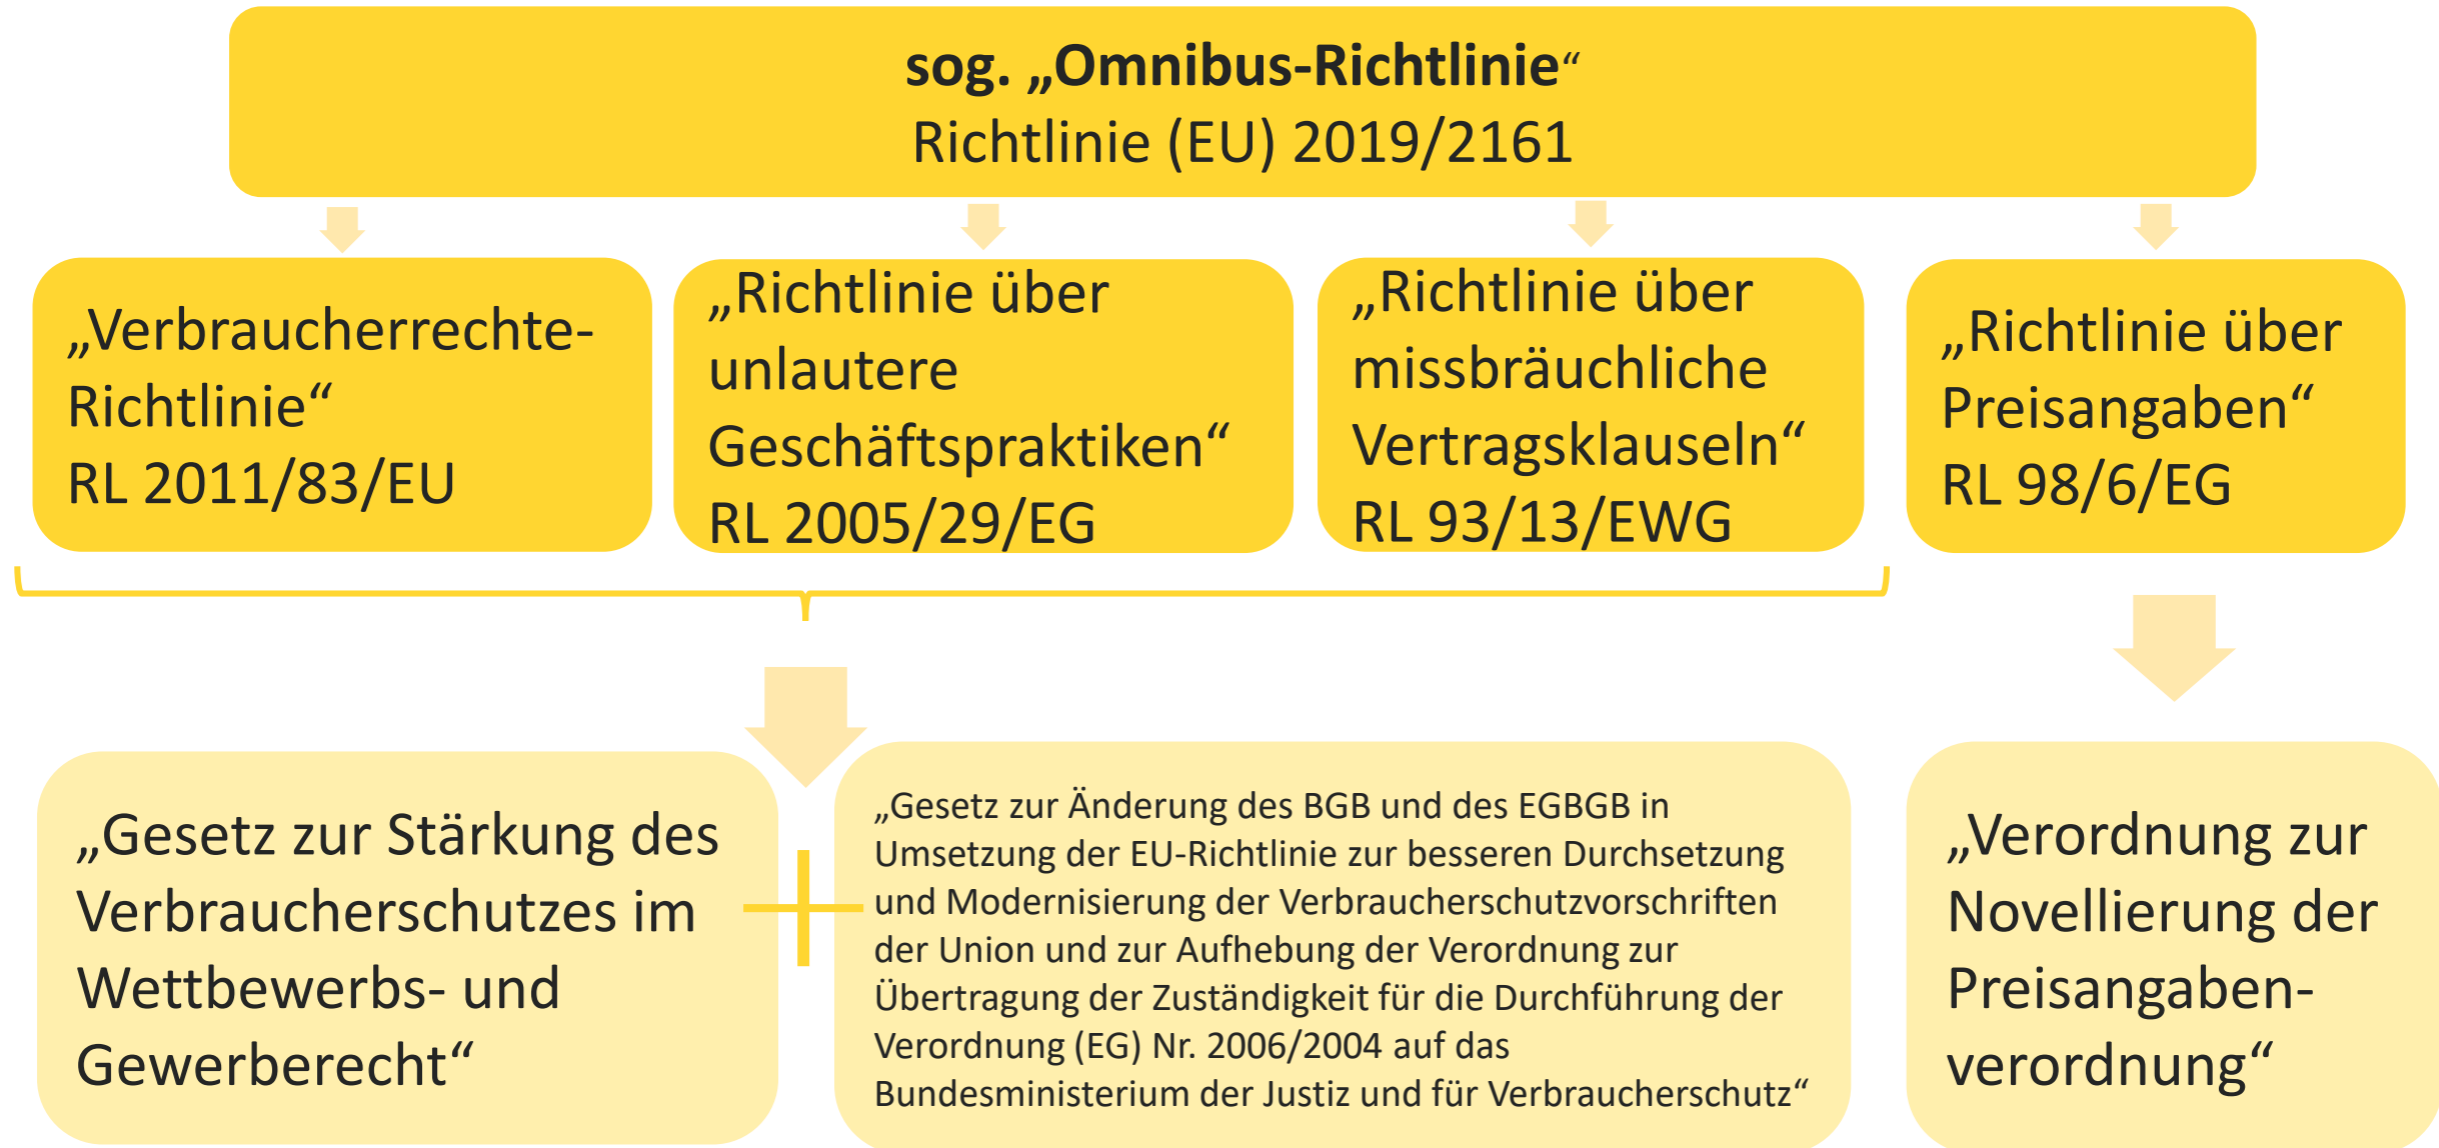 sog. „Omnibus-Richtlinie“
Richtlinie (EU) 2019/2161
„Verbraucherrechte-
Richtlinie“
RL 2011/83/EU
„Richtlinie über
unlautere
Geschäftspraktiken“
RL 2005/29/EG
„Richtlinie über
missbräuchliche
Vertragsklauseln“
RL 93/13/EWG
„Richtlinie über
Preisangaben“
RL 98/6/EG
„Gesetz zur Stärkung des
Verbraucherschutzes im
Wettbewerbs- und
Gewerberecht“
„Gesetz zur Änderung des BGB und des EGBGB in
Umsetzung der EU-Richtlinie zur besseren Durchsetzung
und Modernisierung der Verbraucherschutzvorschriften
der Union und zur Aufhebung der Verordnung zur
Übertragung der Zuständigkeit für die Durchführung der
Verordnung (EG) Nr. 2006/2004 auf das
Bundesministerium der Justiz und für Verbraucherschutz“
„Verordnung zur
Novellierung der
Preisangaben-
verordnung“